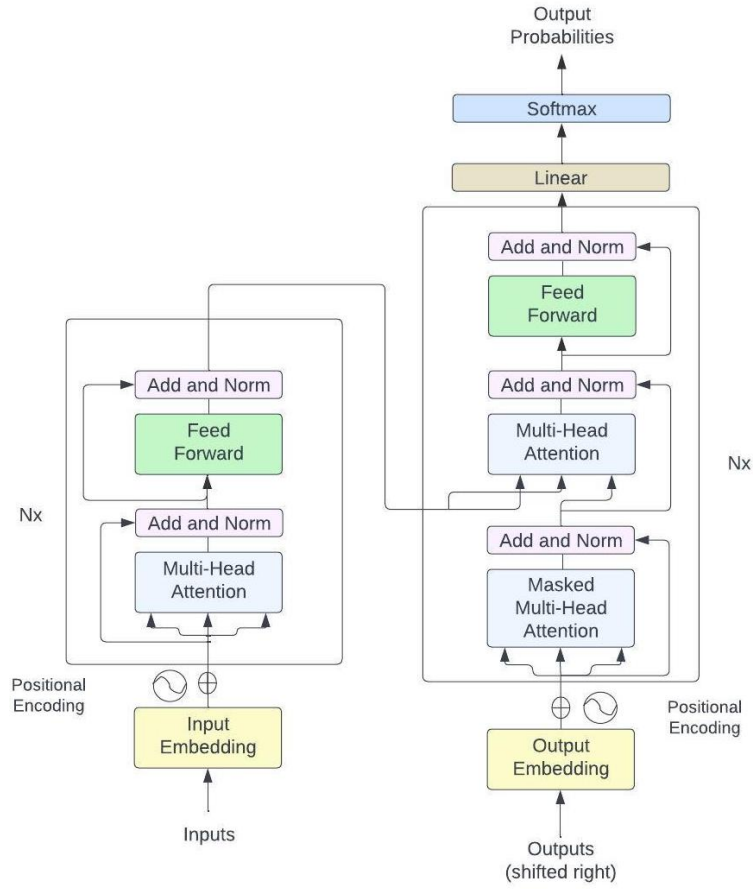 Output
Probabilities
Softmax
Linear
Add and Norm
Feed
Forward
Add and Norm
Multi-Head
Attention
Nx
Add and Norm
Masked
Multi-Head
Attention
Positional
Encoding
Output
Embedding
Outputs
(shifted right)
Add and Norm
Feed
Forward
Nx
Add and Norm
Multi-Head
Attention
Positional
Encoding
Input
Embedding
Inputs